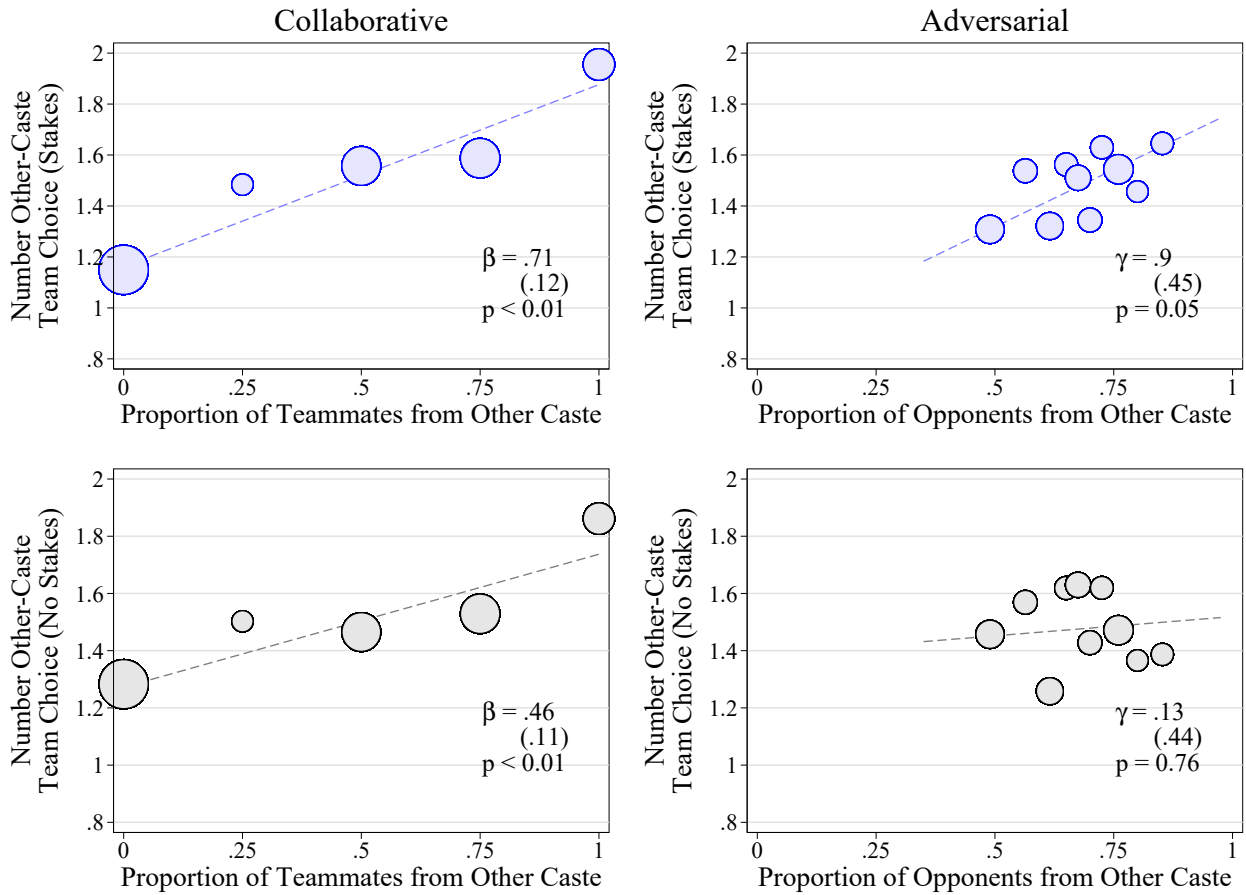 Collaborative
Number Other-Caste
Team Choice (Stakes)
2
1.8
1.6
1.4
1.2
1
.8
β = .71
(.12)
p < 0.01
0
.25
.5
.75
1
Proportion of Teammates from Other Caste
Adversarial
Number Other-Caste
Team Choice (Stakes)
2
1.8
1.6
1.4
1.2
1
.8
γ = .9
(.45)
p = 0.05
0
.25
.5
.75
1
Proportion of Opponents from Other Caste
Number Other-Caste
Team Choice (No Stakes)
2
1.8
1.6
1.4
1.2
1
.8
β = .46
(.11)
p < 0.01
0
.25
.5
.75
1
Proportion of Teammates from Other Caste
Number Other-Caste
Team Choice (No Stakes)
2
1.8
1.6
1.4
1.2
1
.8
γ = .13
(.44)
p = 0.76
0
.25
.5
.75
1
Proportion of Opponents from Other Caste